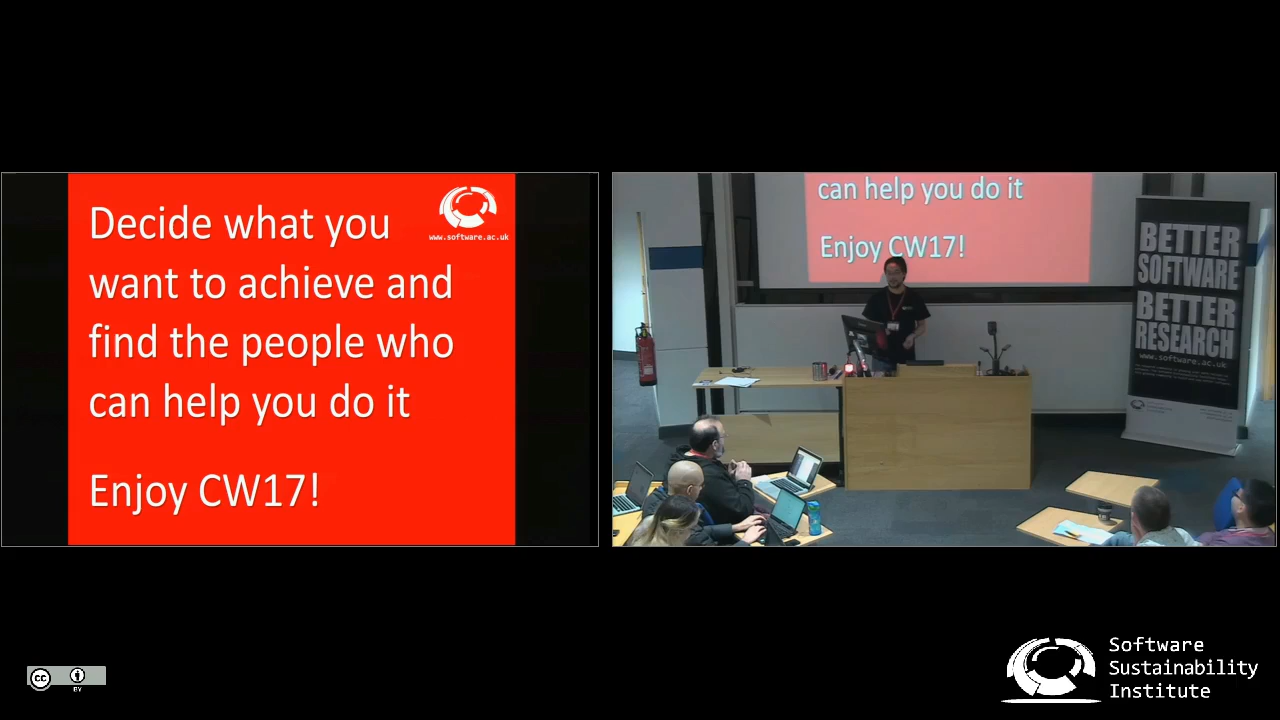 Decide what you
want to achieve and
find the people who
can help you do it
Enjoy CW17!
www.software.ac.uk
can help you do it
Enjoy CW17!
BETTER
SOFTWARE
BETTER
RESEARCH
www.software.ac.uk
cc
BY
Software
Sustainability
Institute